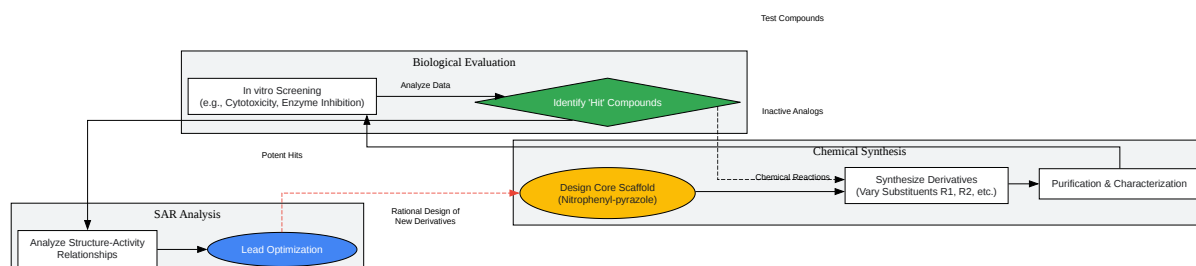 Test Compounds
Biological Evaluation
In vitro Screening
(e.g., Cytotoxicity, Enzyme Inhibition)
Analyze Data
Identify 'Hit' Compounds
Inactive Analogs
Potent Hits
Chemical Synthesis
Design Core Scaffold
(Nitrophenyl-pyrazole)
Chemical Reactions
Synthesize Derivatives
(Vary Substituents R1, R2, etc.)
Purification & Characterization
Rational Design of
New Derivatives
SAR Analysis
Analyze Structure-Activity
Relationships
Lead Optimization